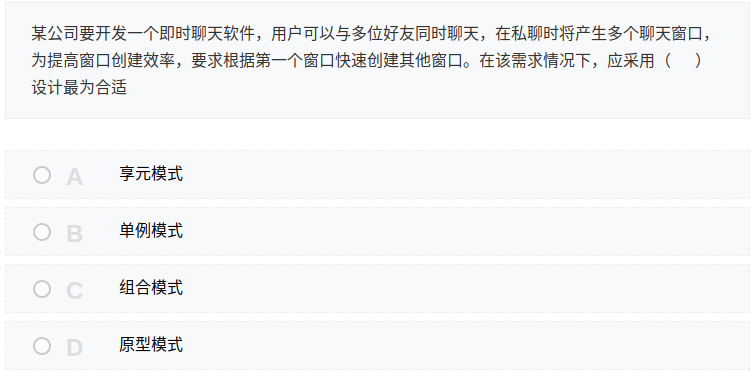 某公司要开发一个即时聊天软件，用户可以与多位好友同时聊天，在私聊时将产生多个聊天窗口，
为提高窗口创建效率，要求根据第一个窗口快速创建其他窗口。在该需求情况下，应采用（　　）
设计最为合适
A 享元模式
B 单例模式
C 组合模式
D 原型模式